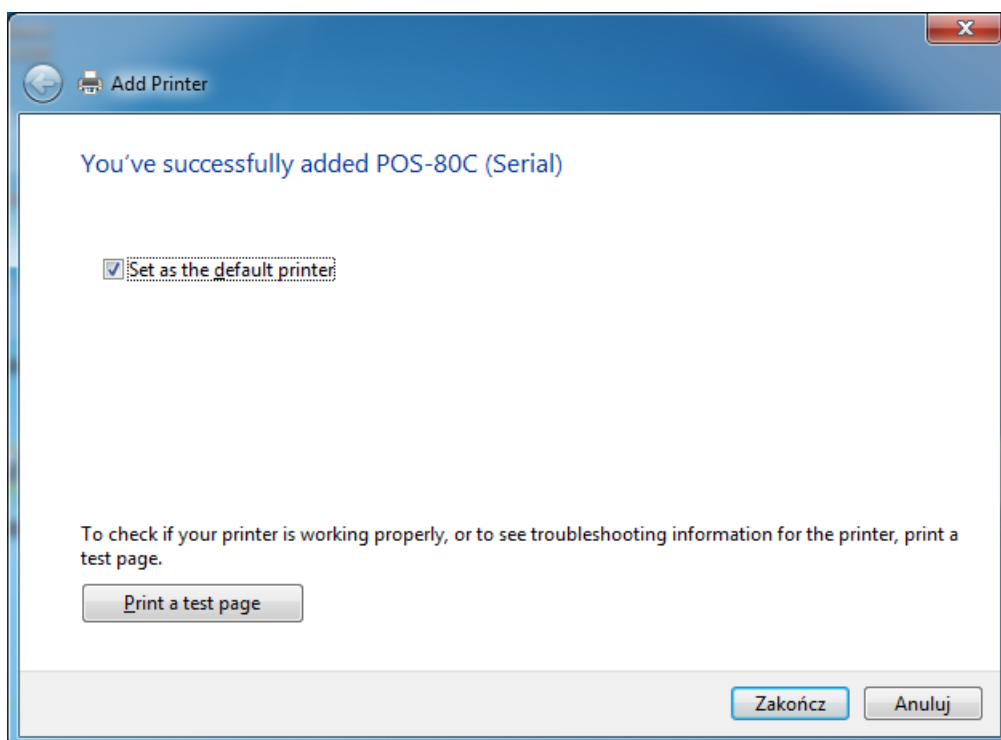 Add Printer
You've successfully added POS-80C (Serial)
Set as the default printer
To check if your printer is working properly, or to see troubleshooting information for the printer, print a
test page.
Print a test page
Zakończ
Anuluj